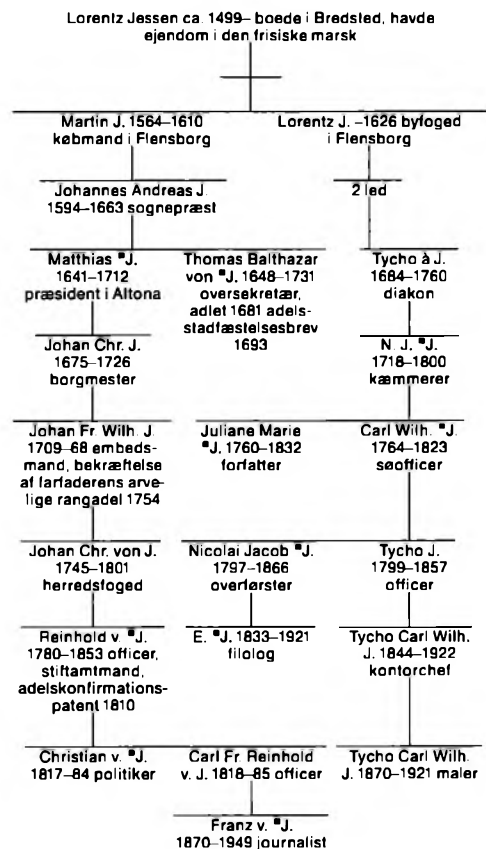 Lorentz Jessen ca. 1499– boede i Bredsted, havde
ejendom i den frisiske marsk
Martin J. 1564–1610
købmand i Flensborg
Lorentz J. –1626 byfoged
i Flensborg
Johannes Andreas J.
1594–1663 sognepræst
2 led
Matthias ■J.
1641–1712
præsident i Altona
Thomas Balthazar
von ■J. 1648–1731
oversekretær,
adlet 1681 adels-
stadfæstelsesbrev
1693
Tycho à J.
1684–1760
diakon
Johan Chr. J.
1675–1726
borgmester
N. J. ■J.
1718–1800
kæmmerer
Johan Fr. Wilh. J.
1709–68 embeds-
mand, bekræftelse
af farfaderens arve-
lige rangadel 1754
Juliane Marie
■J. 1760–1832
forfatter
Carl Wilh. ■J.
1764–1823
søofficer
Johan Chr. von J.
1745–1801
herredsfoged
Nicolai Jacob ■J.
1797–1866
overførster
Tycho J.
1799–1857
officer
Reinhold v. ■J.
1780–1853 officer,
stiftamtmand,
adelskonfirmations-
patent 1810
E. ■J. 1833–1921
filolog
Tycho Carl Wilh.
J. 1844–1922
kontorchef
Christian v. ■J.
1817–84 politiker
Carl Fr. Reinhold
v. J. 1818–85 officer
Tycho Carl Wilh.
J. 1870–1921 maler
Franz v. ■J.
1870–1949 journalist